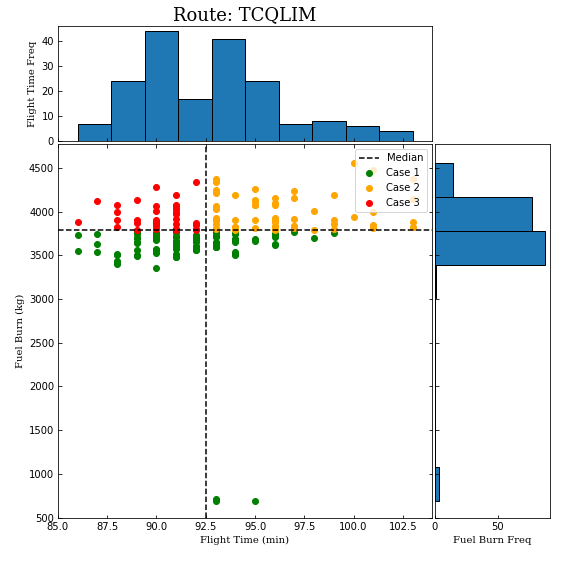 Route: TCQLIM
Flight Time Freq
40
30
20
10
0
Median
Case 1
Case 2
Case 3
Fuel Burn (kg)
4500
4000
3500
3000
2500
2000
1500
1000
500
85.0 87.5 90.0 92.5 95.0 97.5 100.0 102.5
Flight Time (min)
0 50
Fuel Burn Freq